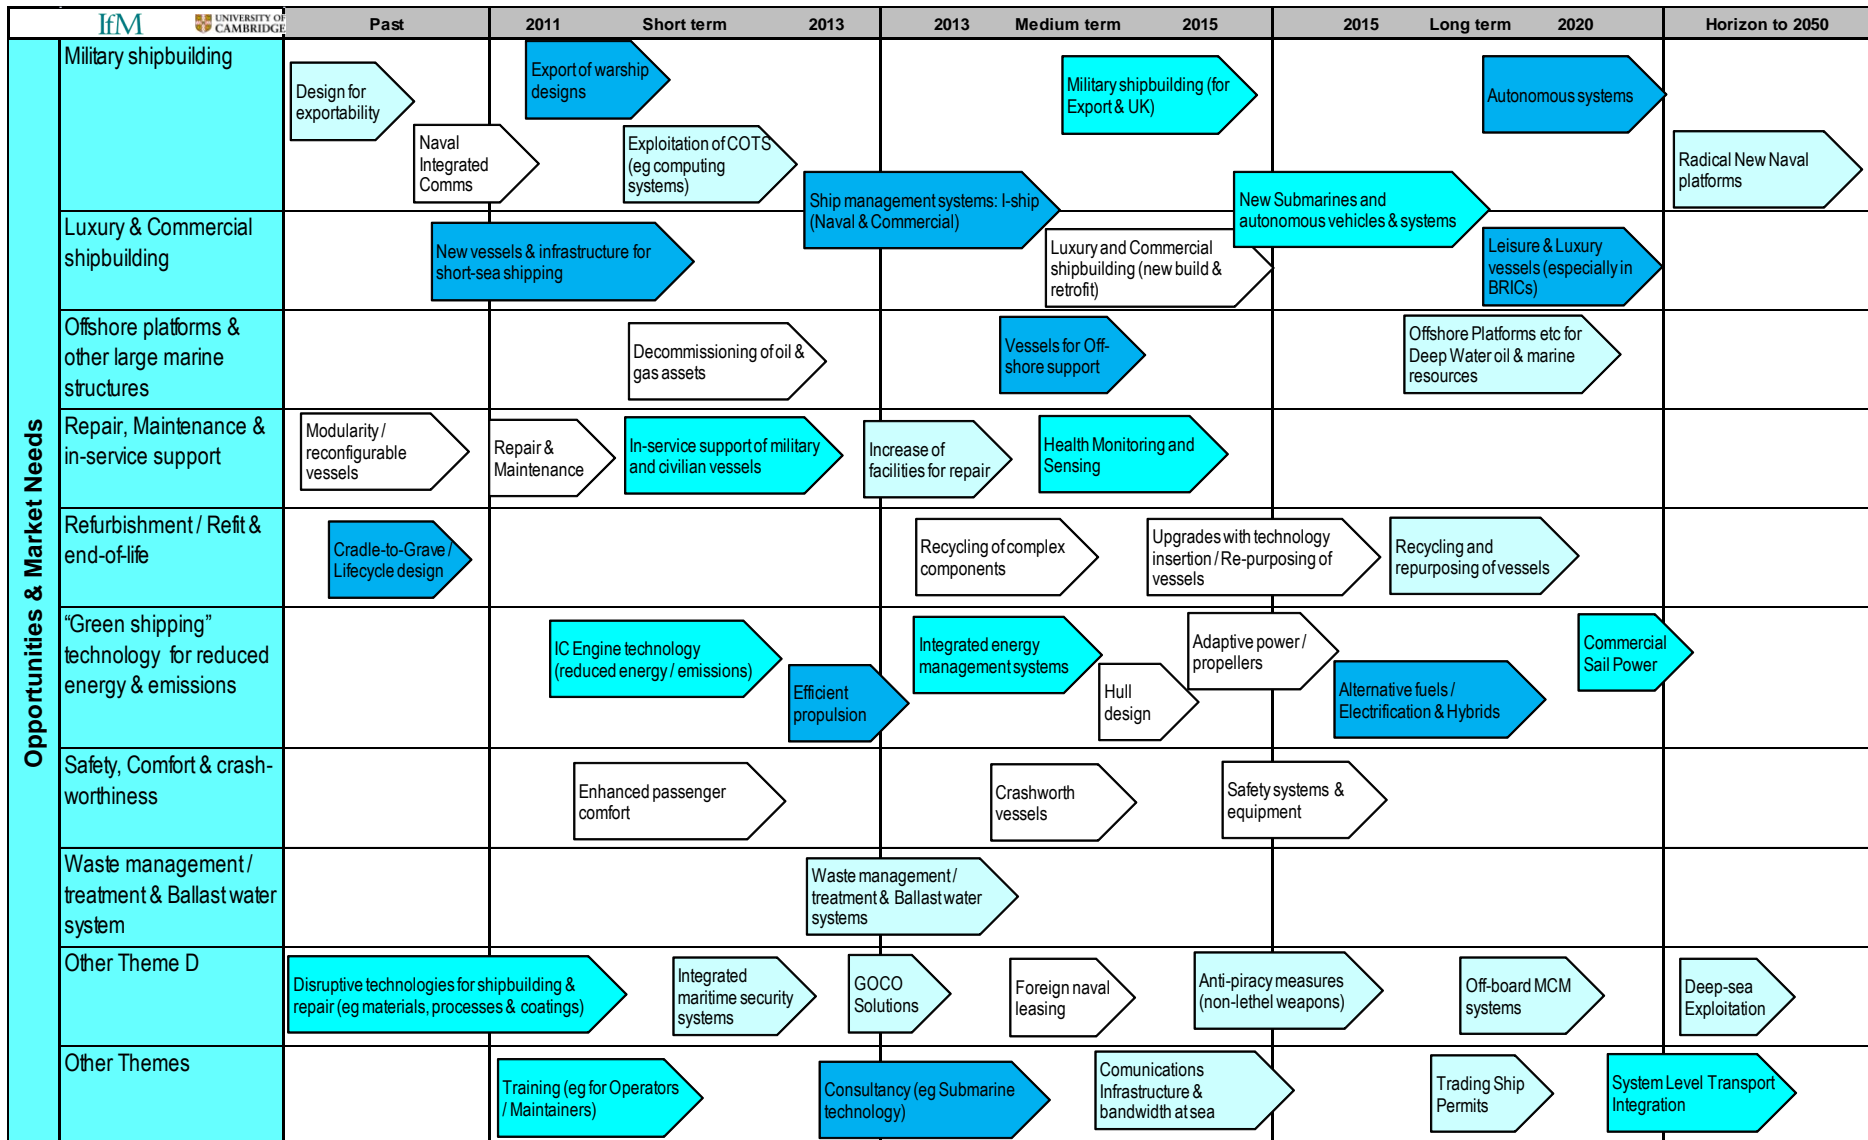 IfM
UNIVERSITY OF
CAMBRIDGE
Past
2011
Short term
2013
2013
Medium term
2015
2015
Long term
2020
Horizon to 2050
Opportunities & Market Needs
Military shipbuilding
Design for
exportability
Naval
Integrated
Comms
Export of warship
designs
Exploitation of COTS
(eg computing
systems)
Ship management systems: I-ship
(Naval & Commercial)
Military shipbuilding (for
Export & UK)
New Submarines and
autonomous vehicles & systems
Autonomous systems
Radical New Naval
platforms
Luxury & Commercial
shipbuilding
New vessels & infrastructure for
short-sea shipping
Luxury and Commercial
shipbuilding (new build &
retrofit)
Leisure & Luxury
vessels (especially in
BRICs)
Offshore platforms &
other large marine
structures
Decommissioning of oil &
gas assets
Vessels for Off-
shore support
Offshore Platforms etc for
Deep Water oil & marine
resources
Repair, Maintenance &
in-service support
Modularity /
reconfigurable
vessels
Repair &
Maintenance
In-service support of military
and civilian vessels
Increase of
facilities for repair
Health Monitoring and
Sensing
Refurbishment / Refit &
end-of-life
Cradle-to-Grave /
Lifecycle design
Recycling of complex
components
Upgrades with technology
insertion / Re-purposing of
vessels
Recycling and
repurposing of vessels
“Green shipping”
technology for reduced
energy & emissions
IC Engine technology
(reduced energy / emissions)
Efficient
propulsion
Integrated energy
management systems
Hull
design
Adaptive power /
propellers
Alternative fuels /
Electrification & Hybrids
Commercial
Sail Power
Safety, Comfort & crash-
worthiness
Enhanced passenger
comfort
Crashworth
vessels
Safety systems &
equipment
Waste management /
treatment & Ballast water
system
Waste management /
treatment & Ballast water
systems
Other Theme D
Disruptive technologies for shipbuilding &
repair (eg materials, processes & coatings)
Integrated
maritime security
systems
GOCO
Solutions
Foreign naval
leasing
Anti-piracy measures
(non-lethel weapons)
Off-board MCM
systems
Deep-sea
Exploitation
Other Themes
Training (eg for Operators
/ Maintainers)
Consultancy (eg Submarine
technology)
Comunications
Infrastructure &
bandwidth at sea
Trading Ship
Permits
System Level Transport
Integration